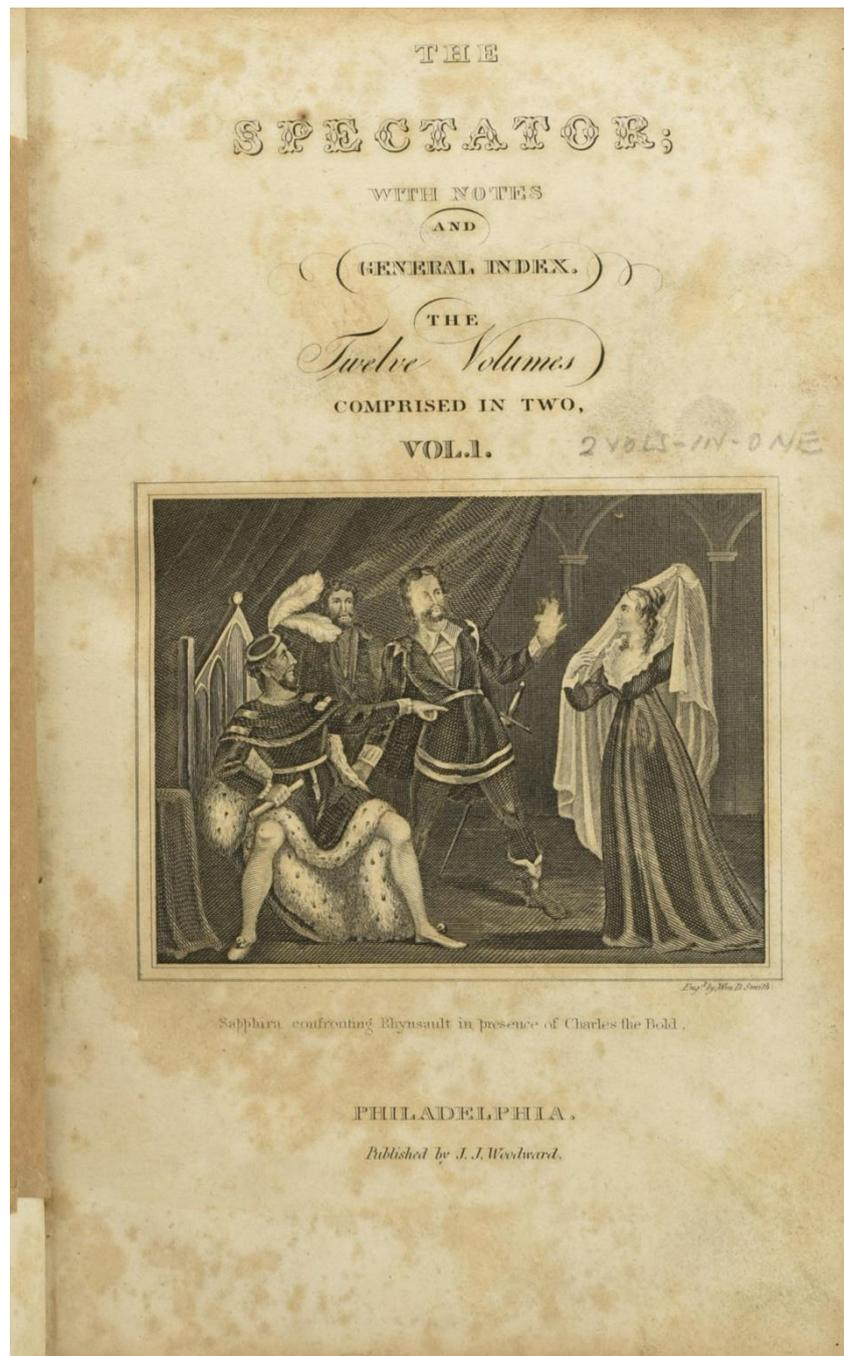 THE
SPECTATOR;
WITH NOTES
AND
GENERAL INDEX.
THE
Twelve Volumes
COMPRISED IN TWO,
VOL.1.
2 VOLS-IN-ONE
Engd by Wm D. Smith
Sapphira confronting Rhynsault in presence of Charles the Bold.
PHILADELPHIA.
Published by J. J. Woodward.